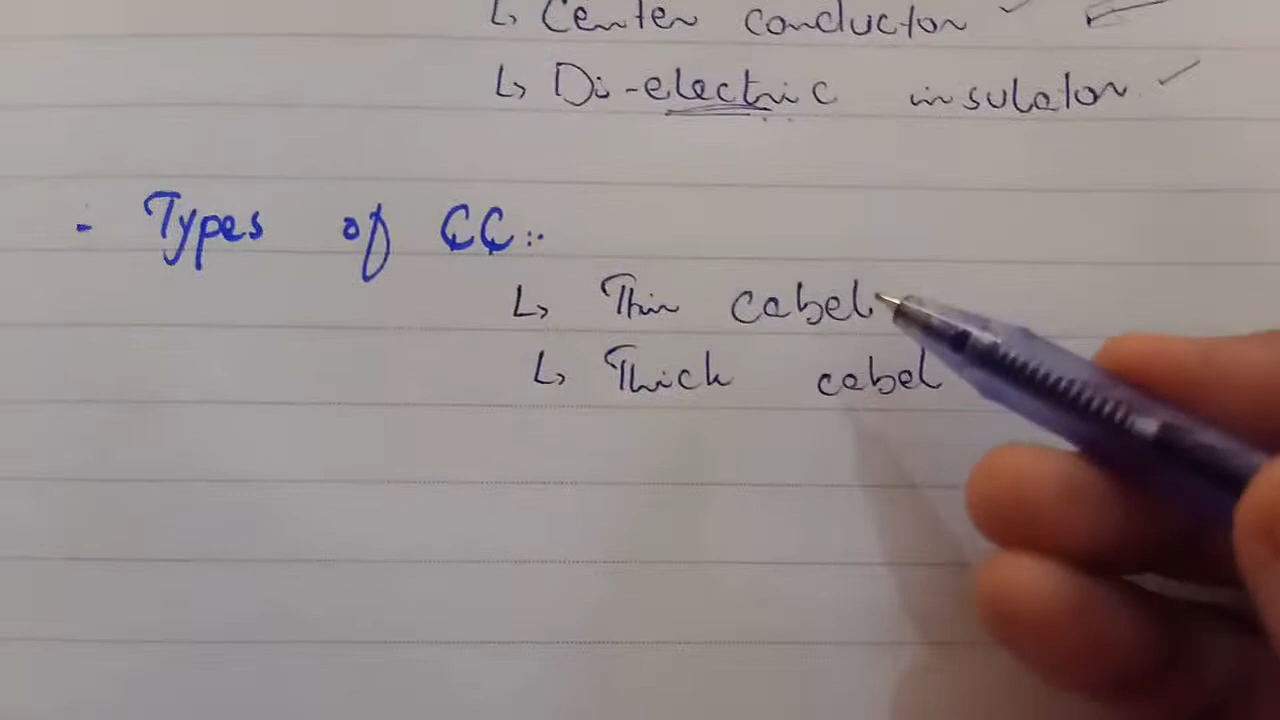 ↳ Center conductor ✓
↳ Di-electric insulator ✓
- Types of CC:-
↳ Thin cabel
↳ Thick cabel